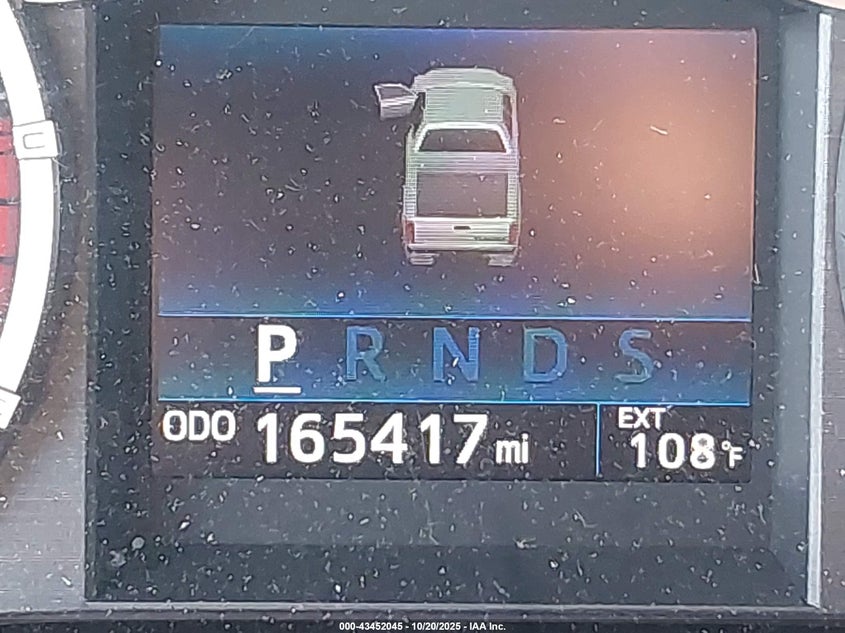 P R N D S
ODO 165417 mi
EXT
108°F
000-43452045 - 10/20/2025 - IAA Inc.